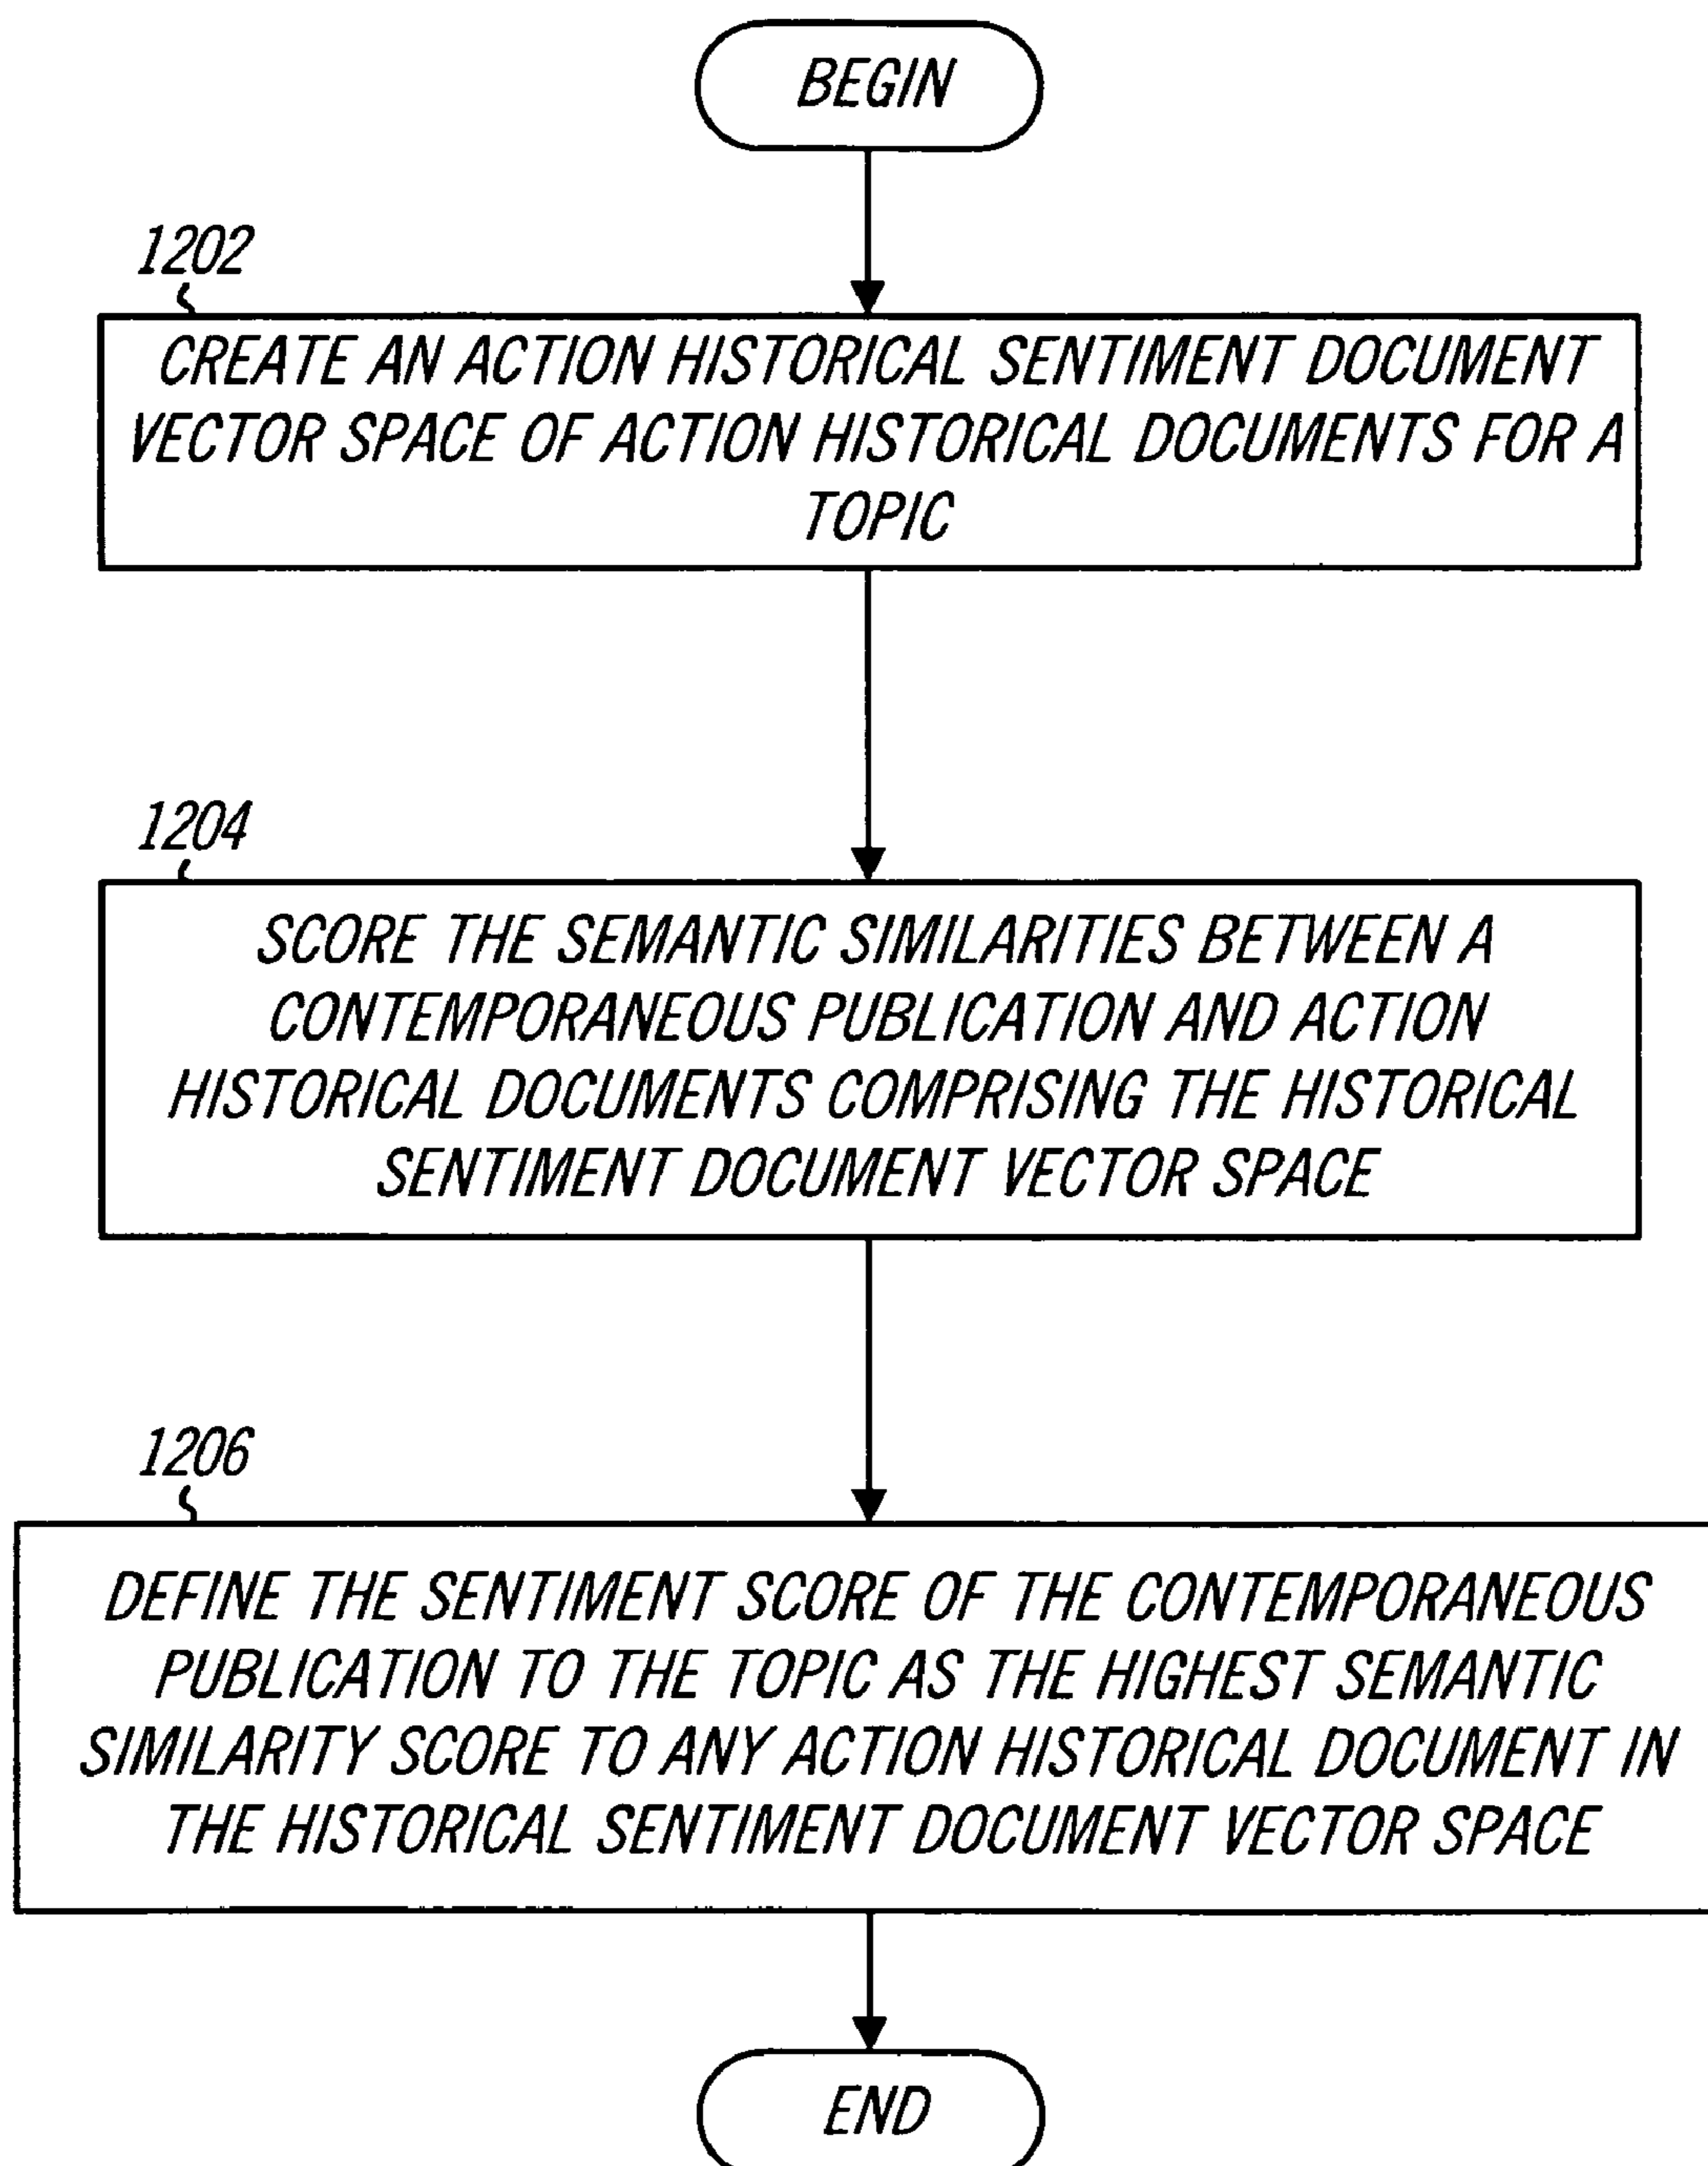 BEGIN
1202
CREATE AN ACTION HISTORICAL SENTIMENT DOCUMENT
VECTOR SPACE OF ACTION HISTORICAL DOCUMENTS FOR A
TOPIC
1204
SCORE THE SEMANTIC SIMILARITIES BETWEEN A
CONTEMPORANEOUS PUBLICATION AND ACTION
HISTORICAL DOCUMENTS COMPRISING THE HISTORICAL
SENTIMENT DOCUMENT VECTOR SPACE
1206
DEFINE THE SENTIMENT SCORE OF THE CONTEMPORANEOUS
PUBLICATION TO THE TOPIC AS THE HIGHEST SEMANTIC
SIMILARITY SCORE TO ANY ACTION HISTORICAL DOCUMENT IN
THE HISTORICAL SENTIMENT DOCUMENT VECTOR SPACE
END